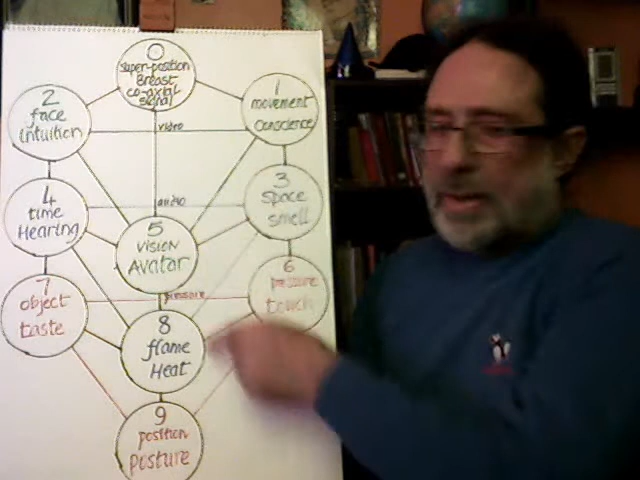 0
super-position
Breast
co-axial
signal
1
movement
conscience
2
face
intuition
video
3
space
smell
4
time
Hearing
audio
5
vision
Avatar
6
pressure
touch
7
object
taste
pressure
8
flame
Heat
9
position
posture